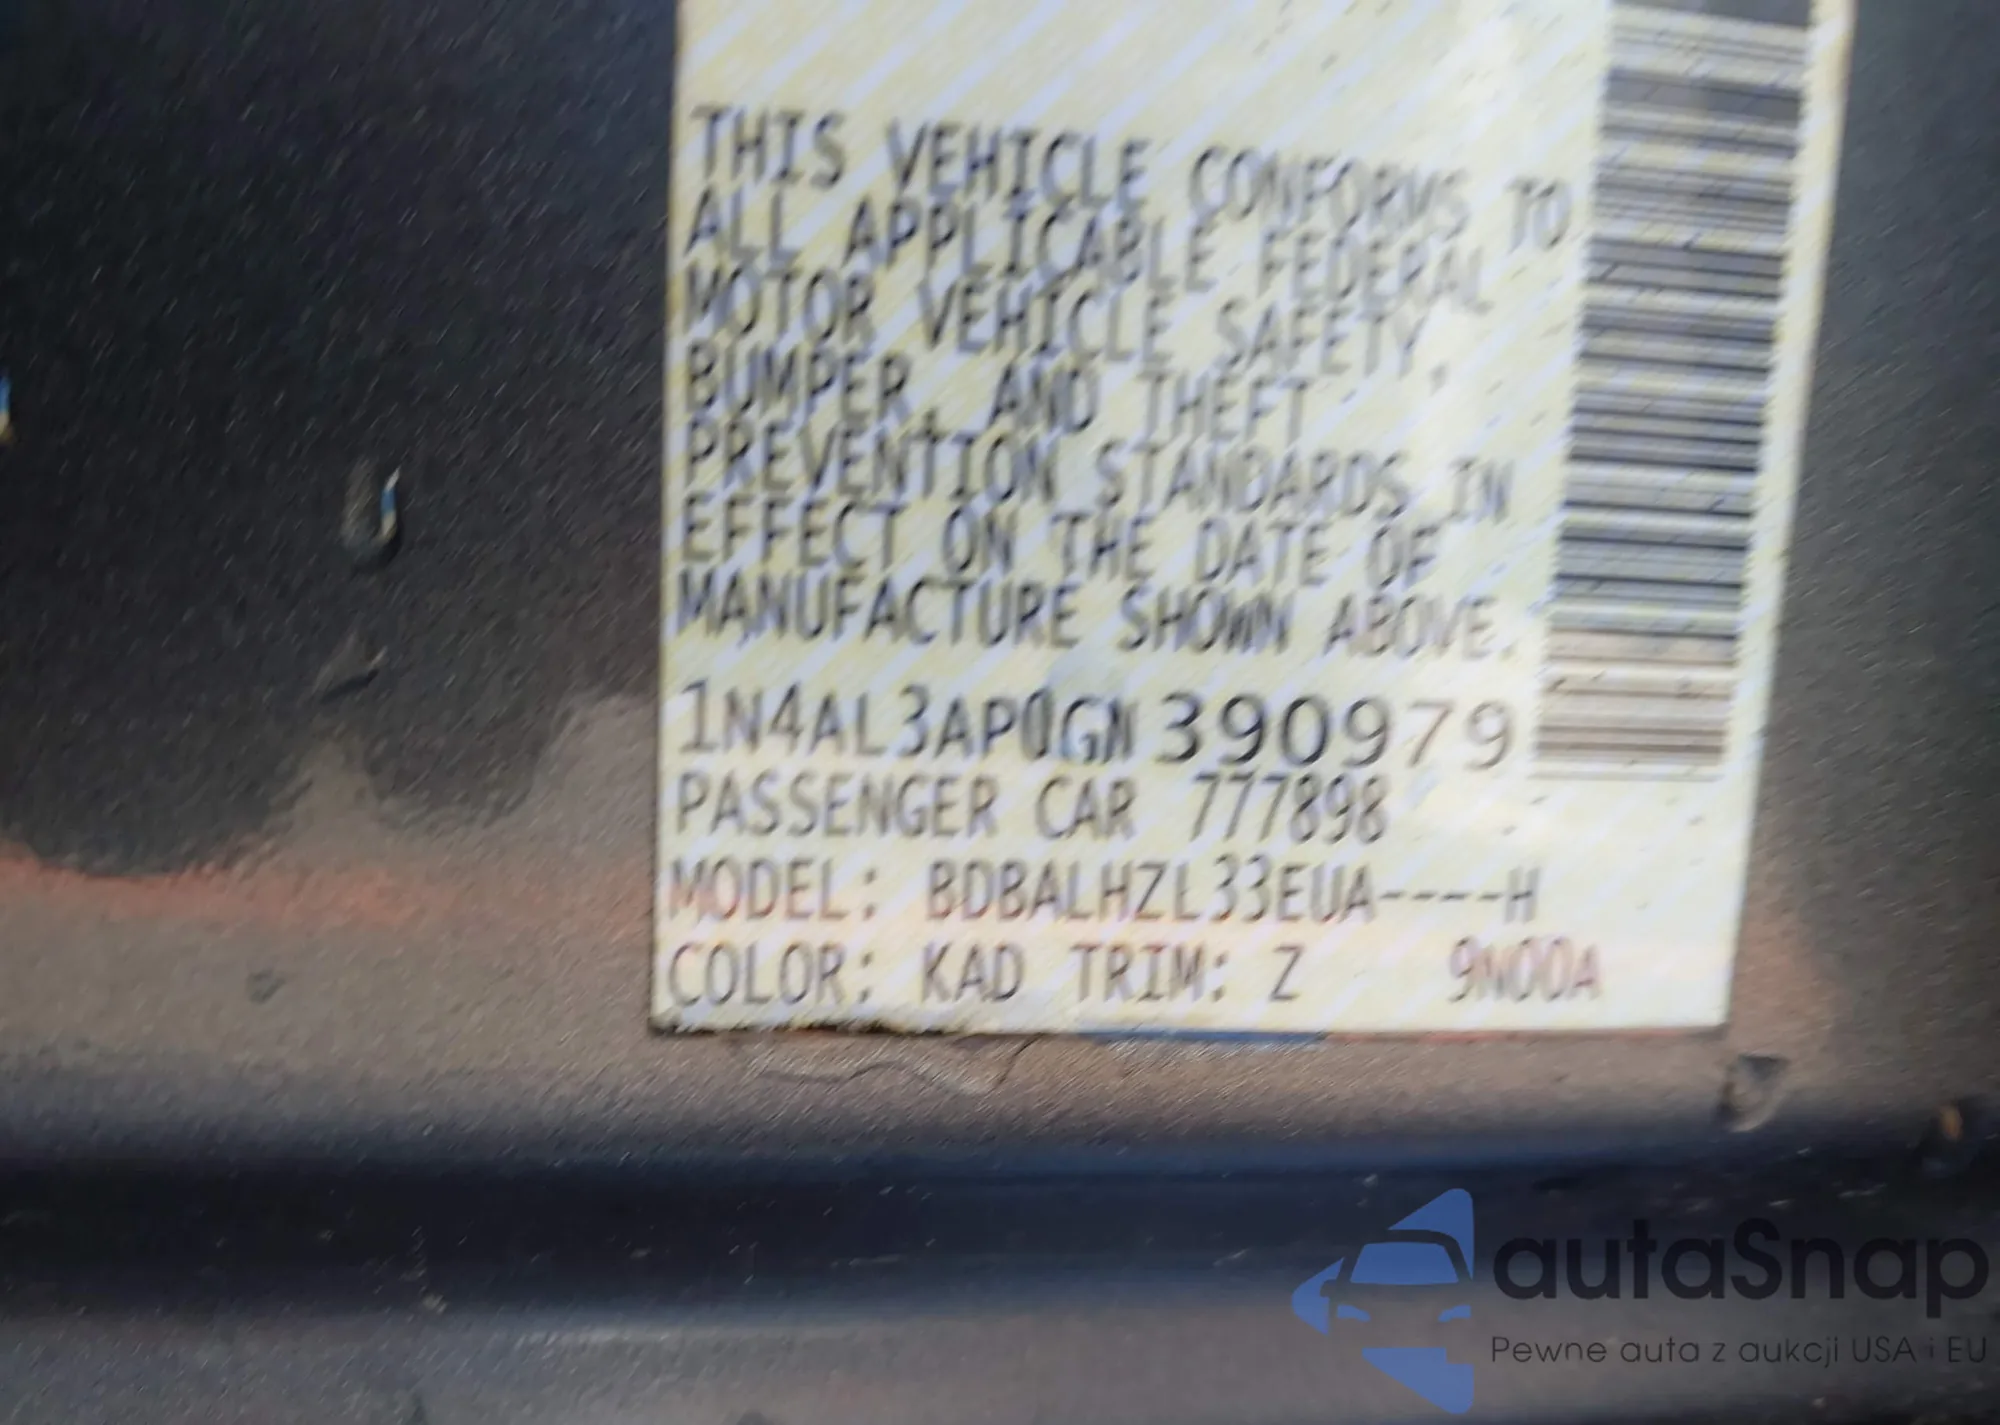 THIS VEHICLE CONFORMS TO
ALL APPLICABLE FEDERAL
MOTOR VEHICLE SAFETY,
BUMPER, AND THEFT
PREVENTION STANDARDS IN
EFFECT ON THE DATE OF
MANUFACTURE SHOWN ABOVE.
1N4AL3AP0GN390979
PASSENGER CAR 777898
MODEL: BDBALHZL33EUA----H
COLOR: KAD TRIM: Z 9N00A
autaSnap
Pewne auta z aukcji USA i EU